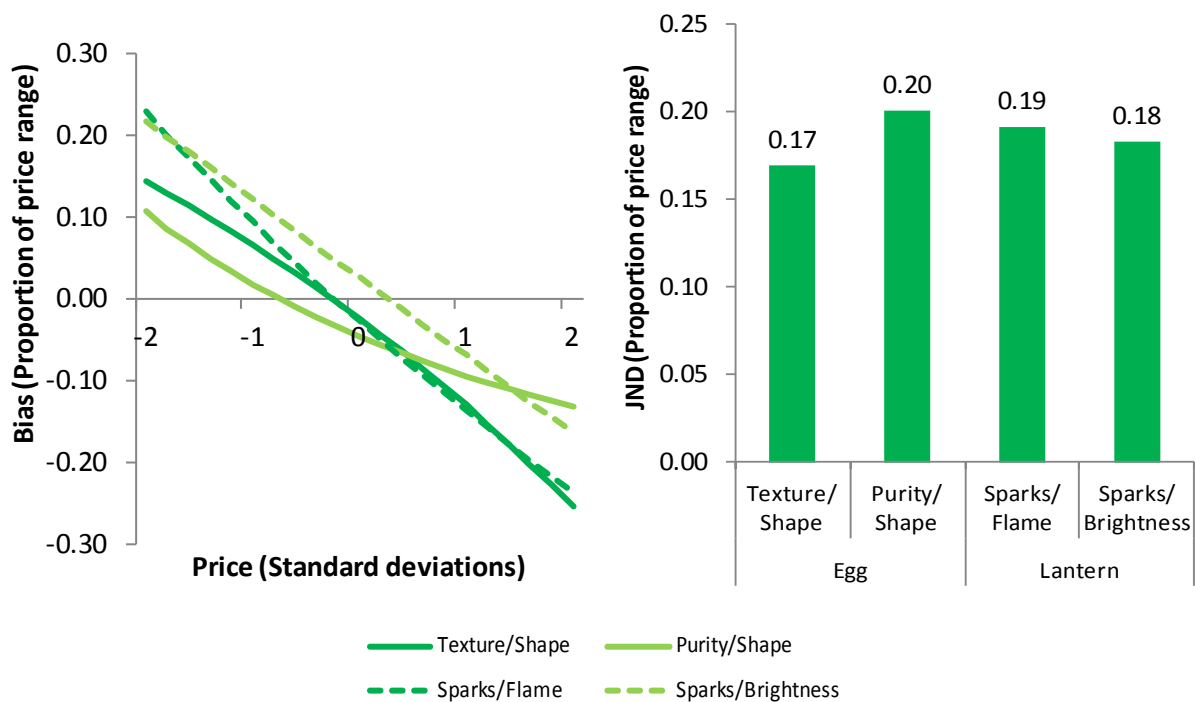 Bias (Proportion of price range)
0.30
0.20
0.10
0.00
-0.10
-0.20
-0.30
-2
-1
0
1
2
Price (Standard deviations)
JND (Proportion of price range)
0.25
0.20
0.15
0.10
0.05
0.00
0.17
0.20
0.19
0.18
Texture/
Shape
Purity/
Shape
Sparks/
Flame
Sparks/
Brightness
Egg
Lantern
Texture/Shape
Purity/Shape
Sparks/Flame
Sparks/Brightness